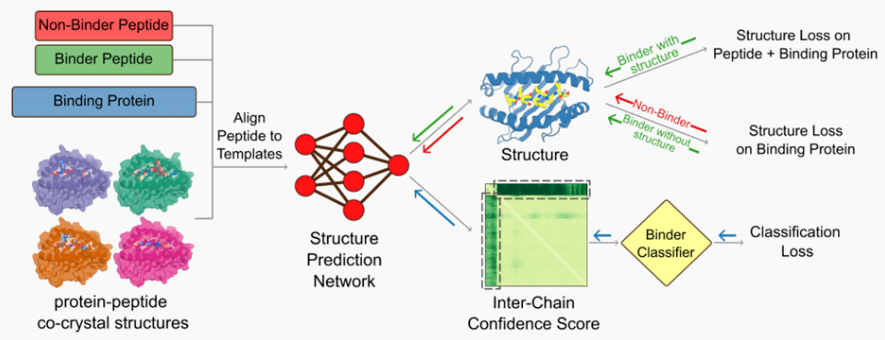 Non-Binder Peptide
Binder Peptide
Binding Protein
protein-peptide
co-crystal structures
Align
Peptide to
Templates
Structure
Prediction
Network
Structure
Inter-Chain
Confidence Score
Binder with
structure
Non-Binder
Binder without
structure
Structure Loss on
Peptide + Binding Protein
Structure Loss
on Binding Protein
Binder
Classifier
Classification
Loss